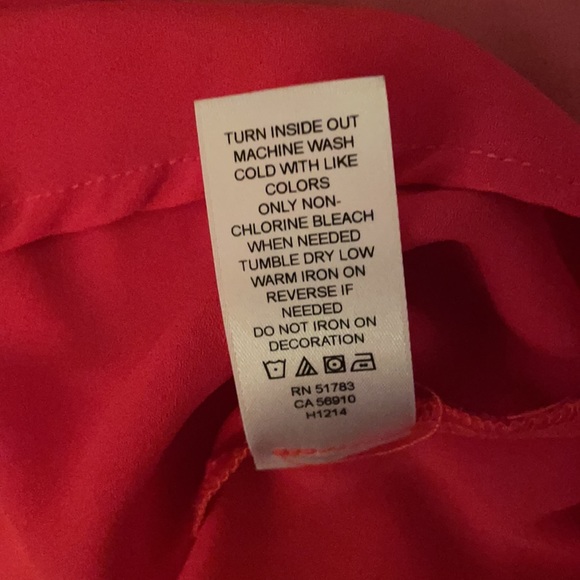 TURN INSIDE OUT
MACHINE WASH
COLD WITH LIKE
COLORS
ONLY NON-
CHLORINE BLEACH
WHEN NEEDED
TUMBLE DRY LOW
WARM IRON ON
REVERSE IF
NEEDED
DO NOT IRON ON
DECORATION
RN 51783
CA 56910
H1214